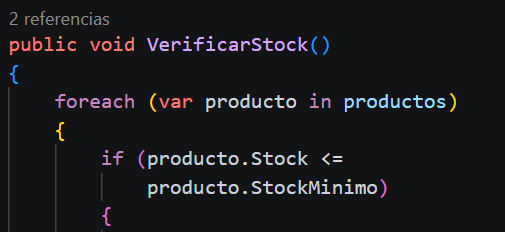 2 referencias
public void VerificarStock()
{
foreach (var producto in productos)
{
if (producto.Stock <=
producto.StockMinimo)
{